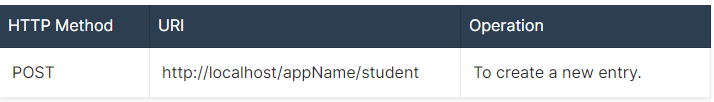 HTTP Method URI Operation
POST http://localhost/appName/student To create a new entry.